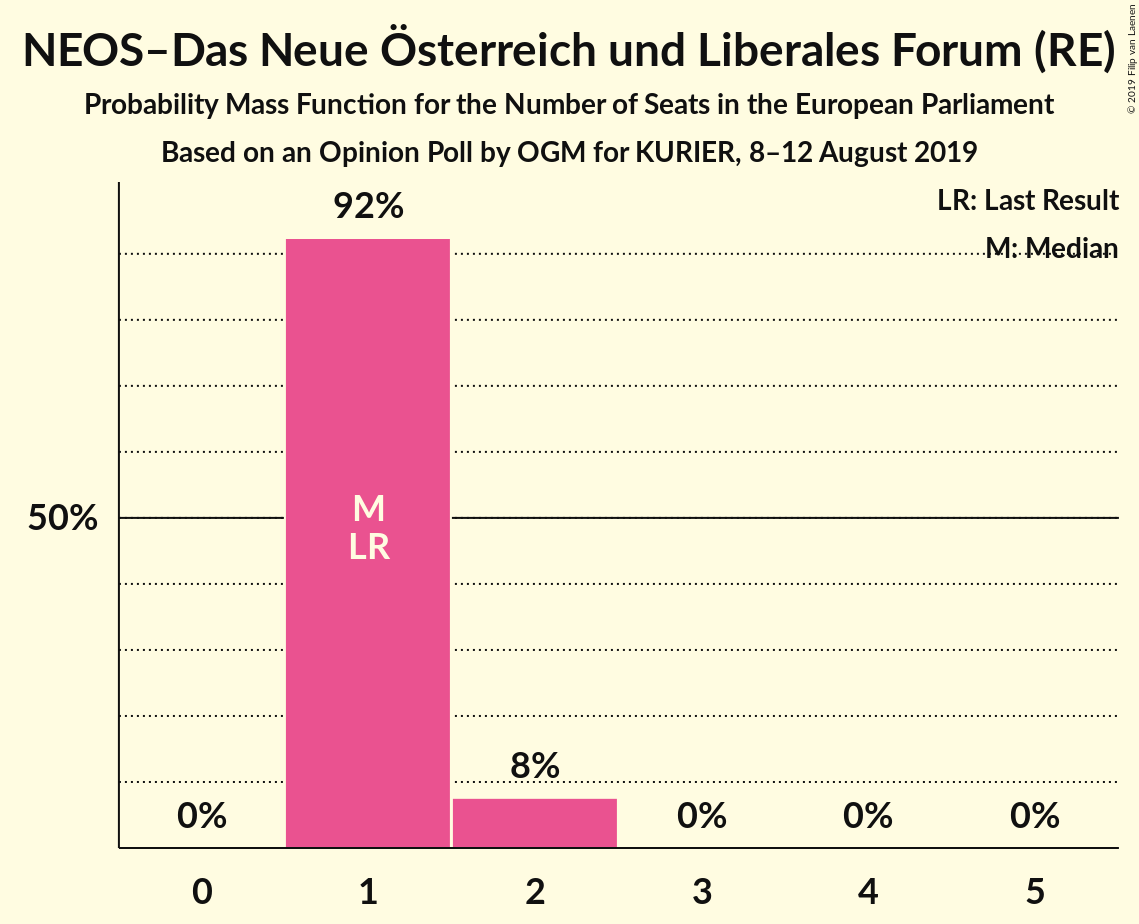 NEOS–Das Neue Österreich und Liberales Forum (RE)
Probability Mass Function for the Number of Seats in the European Parliament
Based on an Opinion Poll by OGM for KURIER, 8–12 August 2019
© 2019 Filip van Laenen
LR: Last Result
M: Median
92%
50%
M
LR
8%
0%
0%
0%
0%
0 1 2 3 4 5